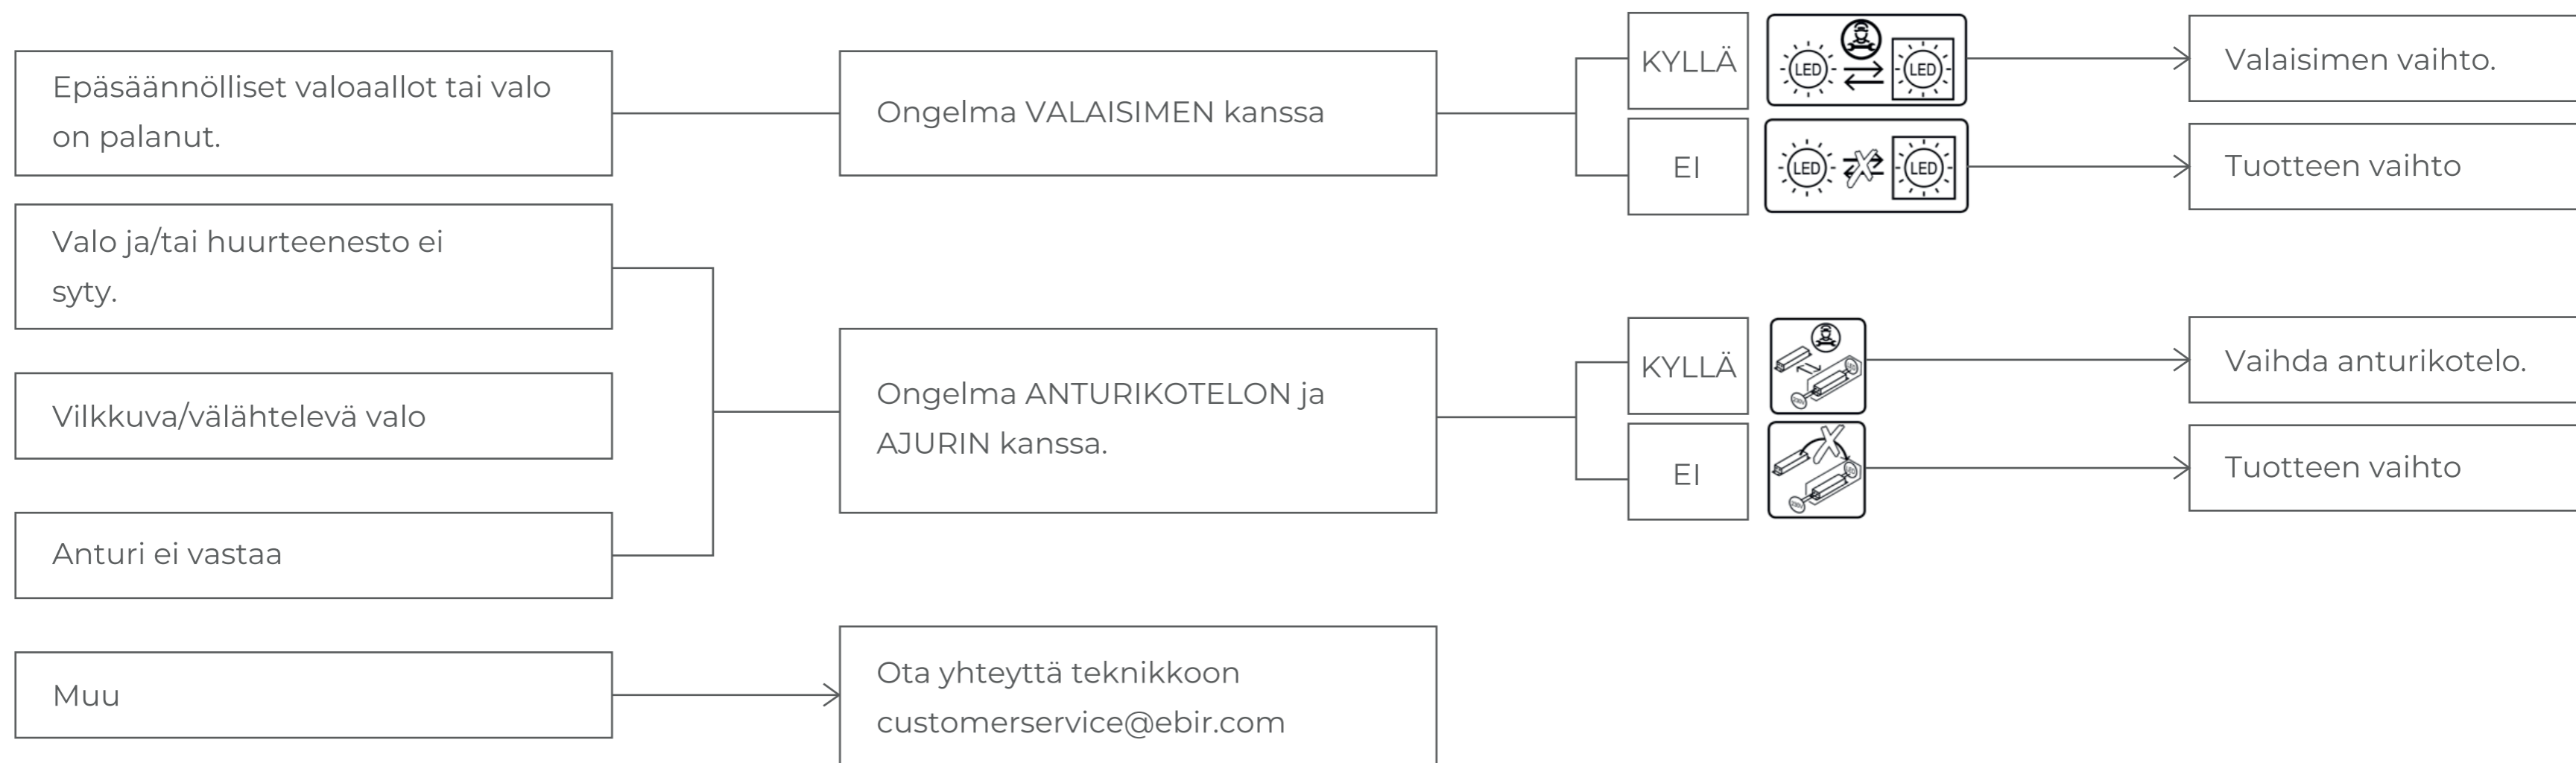 Epäsäännölliset valoaallot tai valo
on palanut.
Ongelma VALAISIMEN kanssa
KYLLÄ
LED
LED
Valaisimen vaihto.
EI
LED
LED
Tuotteen vaihto
Valo ja/tai huurteenesto ei
syty.
Vilkkuva/välähtelevä valo
Anturi ei vastaa
Ongelma ANTURIKOTELON ja
AJURIN kanssa.
KYLLÄ
Vaihda anturikotelo.
EI
Tuotteen vaihto
Muu
Ota yhteyttä teknikkoon
customerservice@ebir.com